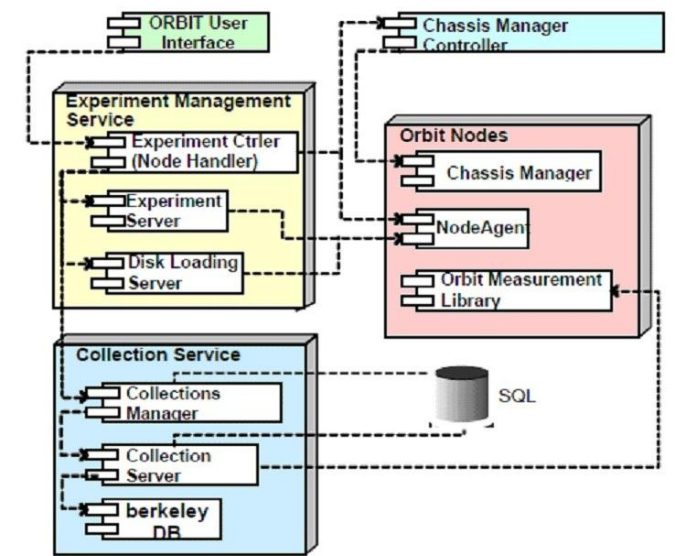 ORBIT User
Interface
Chassis Manager
Controller
Experiment Management
Service
Experiment Ctrler
(Node Handler)
Experiment
Server
Disk Loading
Server
Orbit Nodes
Chassis Manager
NodeAgent
Orbit Measurement
Library
Collection Service
Collections
Manager
Collection
Server
berkeley
DB
SQL